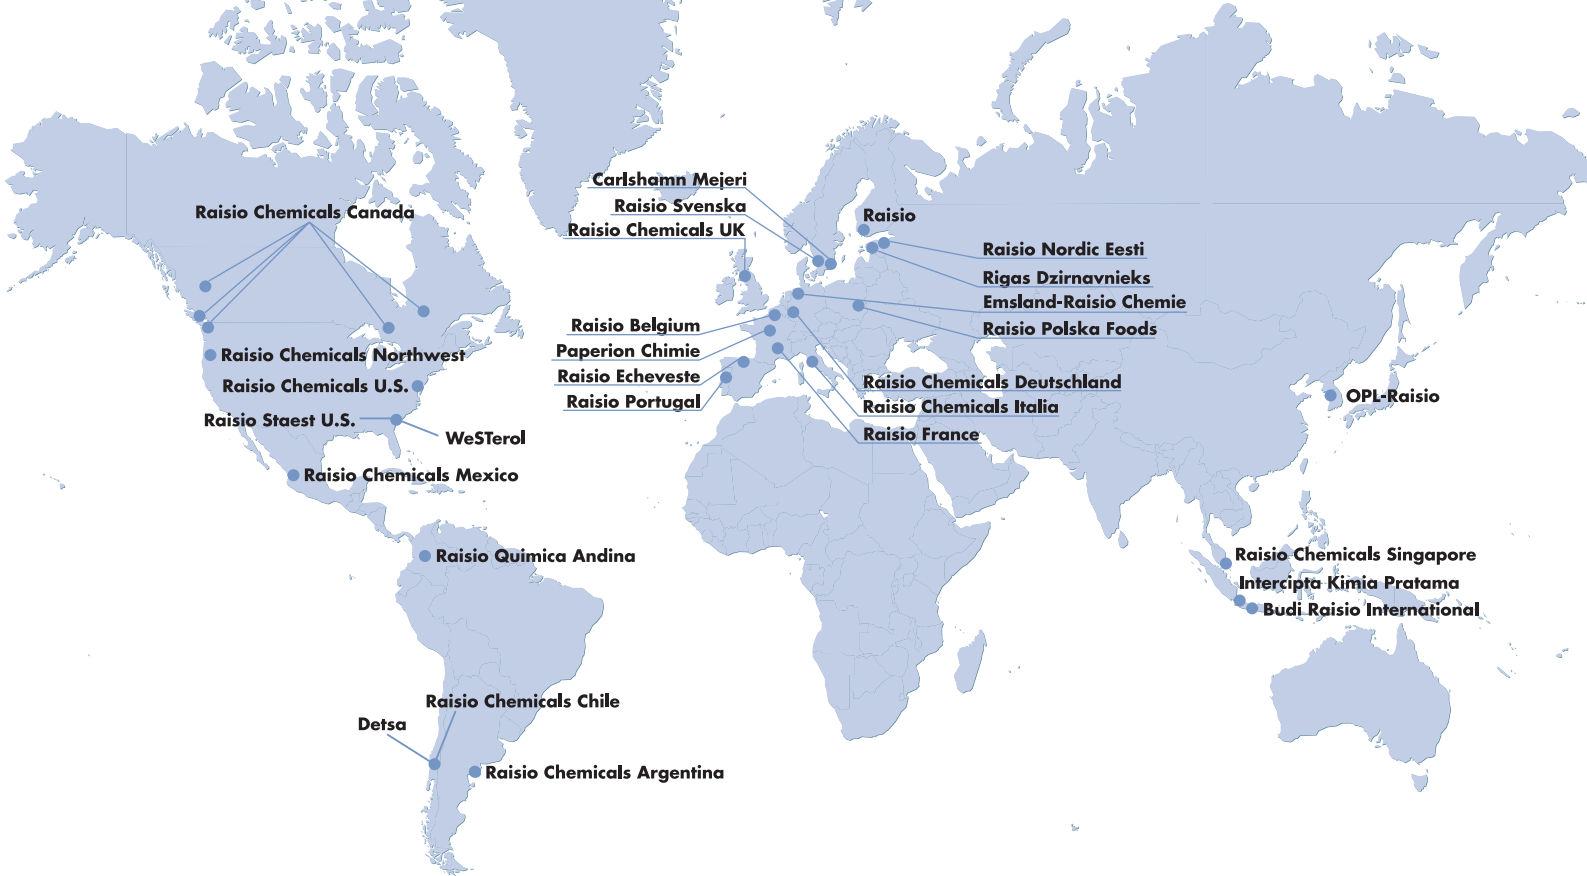 Carlshamn Mejeri
Raisio Svenska
Raisio Chemicals UK
Raisio Chemicals Canada
Raisio
Raisio Nordic Eesti
Rigas Dzirnavnieks
Emsland-Raisio Chemie
Raisio Polska Foods
Raisio Belgium
Paperion Chimie
Raisio Echeveste
Raisio Portugal
Raisio Chemicals Deutschland
Raisio Chemicals Italia
Raisio France
Raisio Chemicals Northwest
Raisio Chemicals U.S.
Raisio Staest U.S.
WeSTerol
Raisio Chemicals Mexico
OPL-Raisio
Raisio Quimica Andina
Raisio Chemicals Singapore
Intercipta Kimia Pratama
Budi Raisio International
Raisio Chemicals Chile
Detsa
Raisio Chemicals Argentina